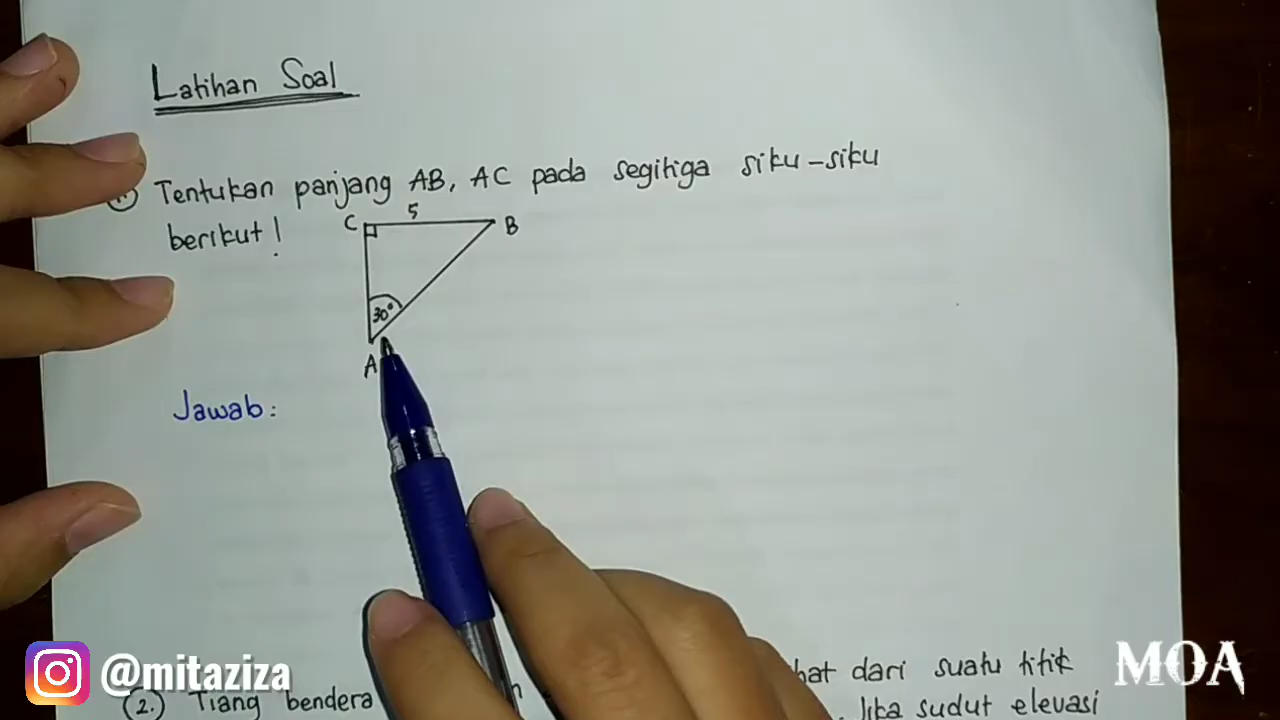 Latihan Soal
1. Tentukan panjang AB, AC pada segitiga siku-siku
berikut!
C 5 B
30°
A
Jawab:
2. Tiang bendera dari suatu titik
. Jika sudut elevasi
@mitaziza
MOA